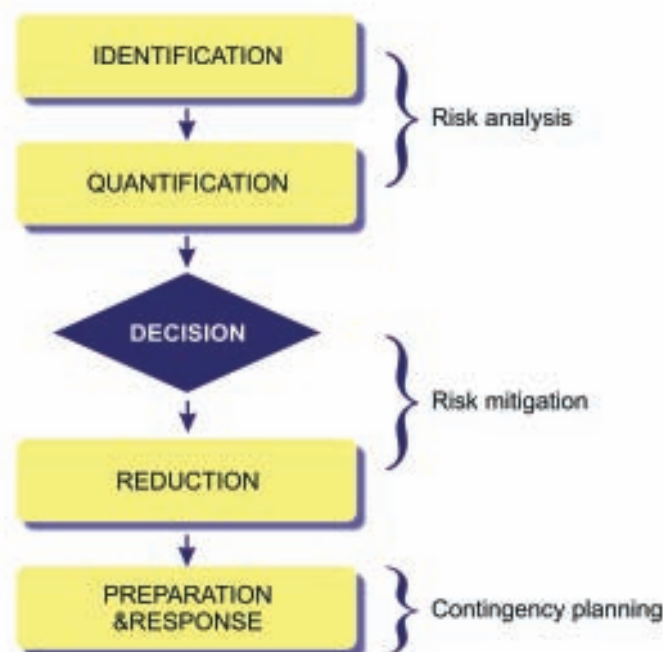 IDENTIFICATION
Risk analysis
QUANTIFICATION
DECISION
Risk mitigation
REDUCTION
PREPARATION
&RESPONSE
Contingency planning